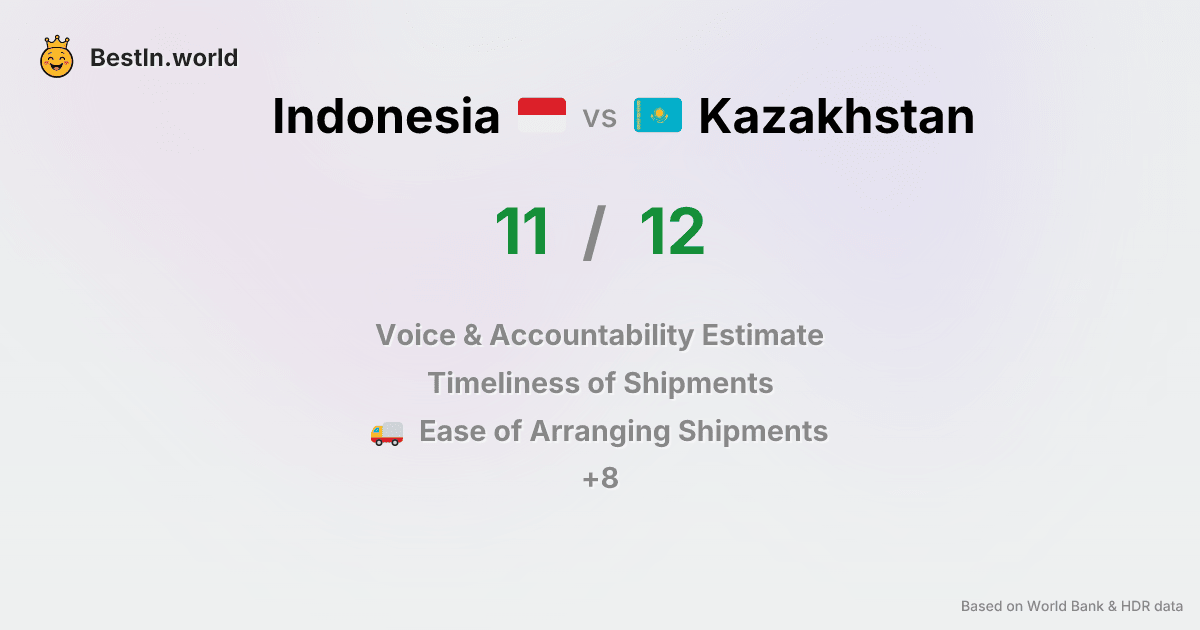 BestIn.world
Indonesia vs Kazakhstan
11 / 12
Voice & Accountability Estimate
Timeliness of Shipments
Ease of Arranging Shipments
+8
Based on World Bank & HDR data